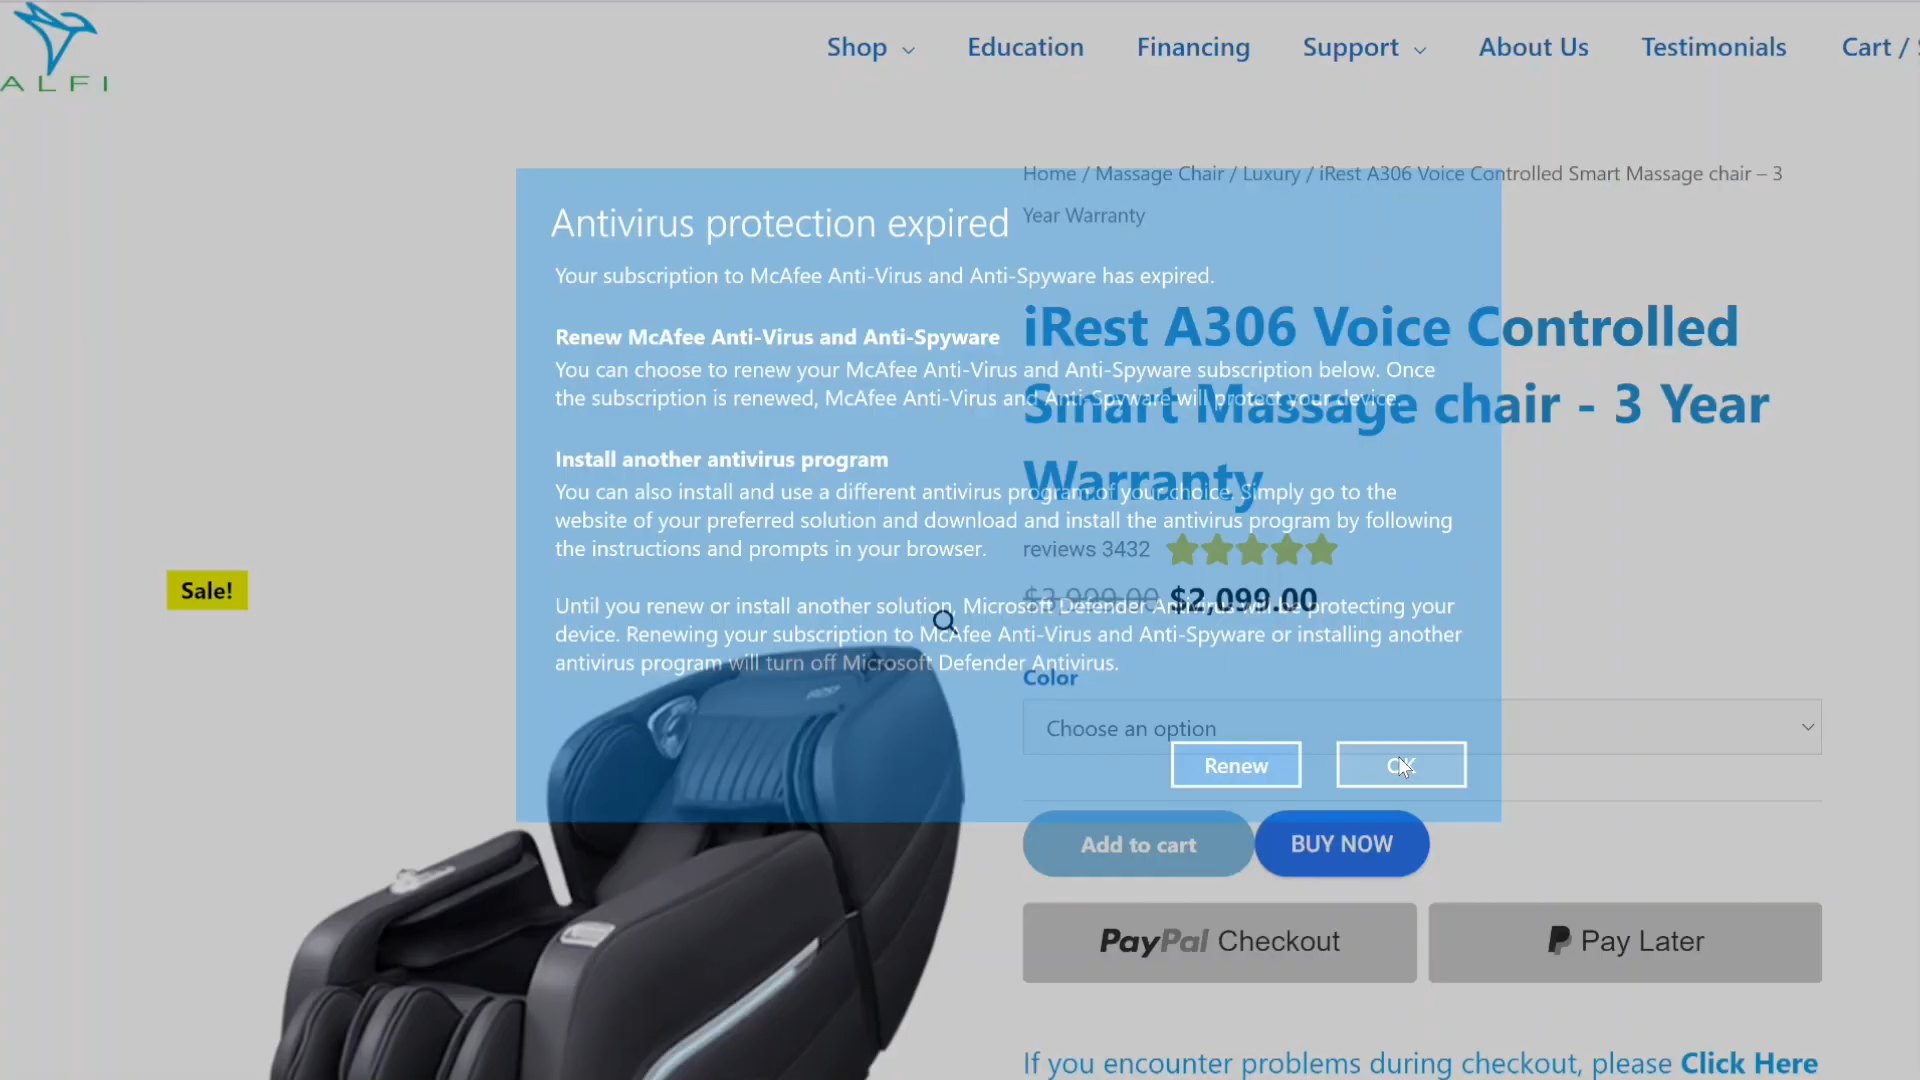 ALFI
Shop
Education
Financing
Support
About Us
Testimonials
Cart /
Home / Massage Chair / Luxury / iRest A306 Voice Controlled Smart Massage chair – 3
Year Warranty
Antivirus protection expired
Your subscription to McAfee Anti-Virus and Anti-Spyware has expired.
Renew McAfee Anti-Virus and Anti-Spyware
You can choose to renew your McAfee Anti-Virus and Anti-Spyware subscription below. Once
the subscription is renewed, McAfee Anti-Virus and Anti-Spyware will protect your device.
Install another antivirus program
You can also install and use a different antivirus program of your choice. Simply go to the
website of your preferred solution and download and install the antivirus program by following
the instructions and prompts in your browser.
Until you renew or install another solution, Microsoft Defender Antivirus will be protecting your
device. Renewing your subscription to McAfee Anti-Virus and Anti-Spyware or installing another
antivirus program will turn off Microsoft Defender Antivirus.
Renew
OK
iRest A306 Voice Controlled
Smart Massage chair - 3 Year
Warranty
reviews 3432
$3,999.00 $2,099.00
Sale!
Color
Choose an option
Add to cart
BUY NOW
PayPal Checkout
Pay Later
If you encounter problems during checkout, please Click Here